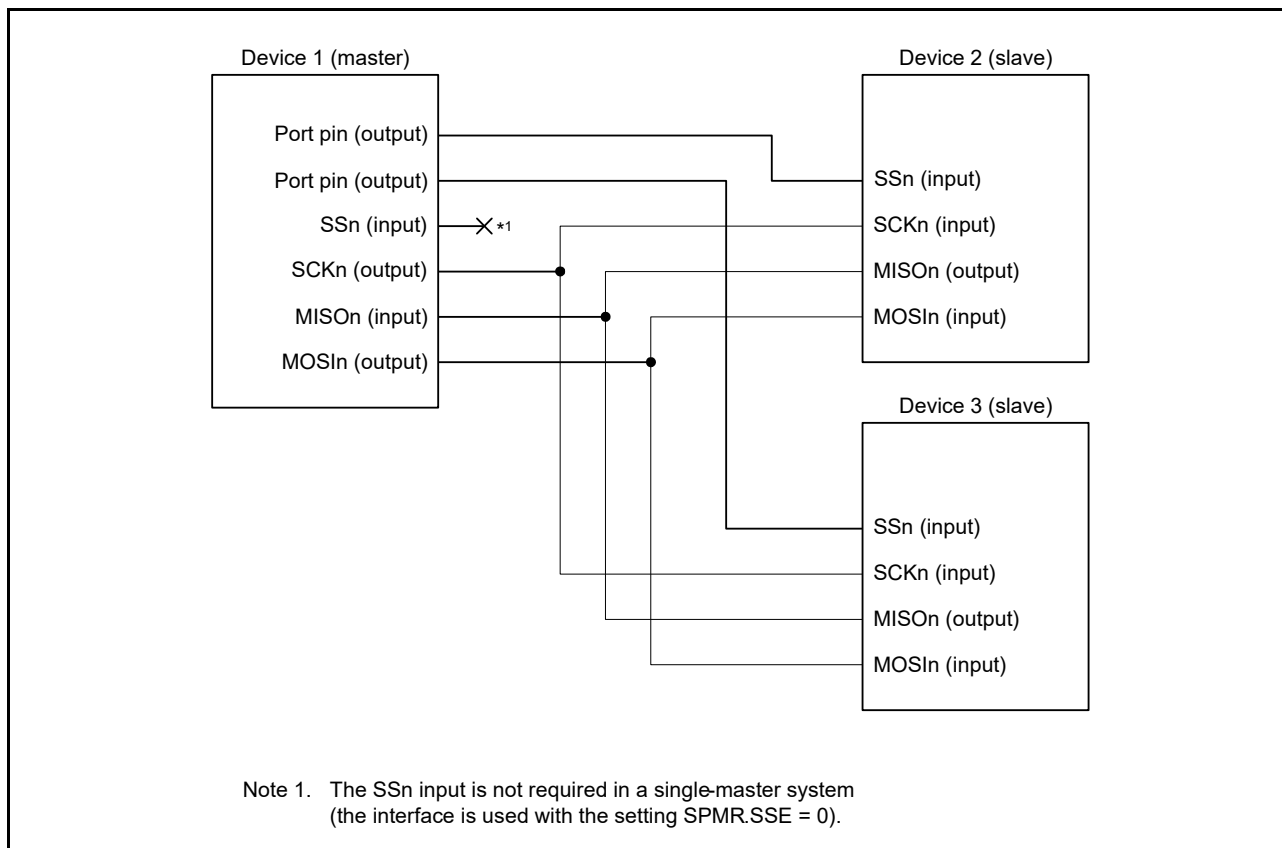 Device 1 (master)
Port pin (output)
Port pin (output)
SSn (input)
*1
SCKn (output)
MISOn (input)
MOSIn (output)
Device 2 (slave)
SSn (input)
SCKn (input)
MISOn (output)
MOSIn (input)
Device 3 (slave)
SSn (input)
SCKn (input)
MISOn (output)
MOSIn (input)
Note 1. The SSn input is not required in a single-master system
(the interface is used with the setting SPMR.SSE = 0).